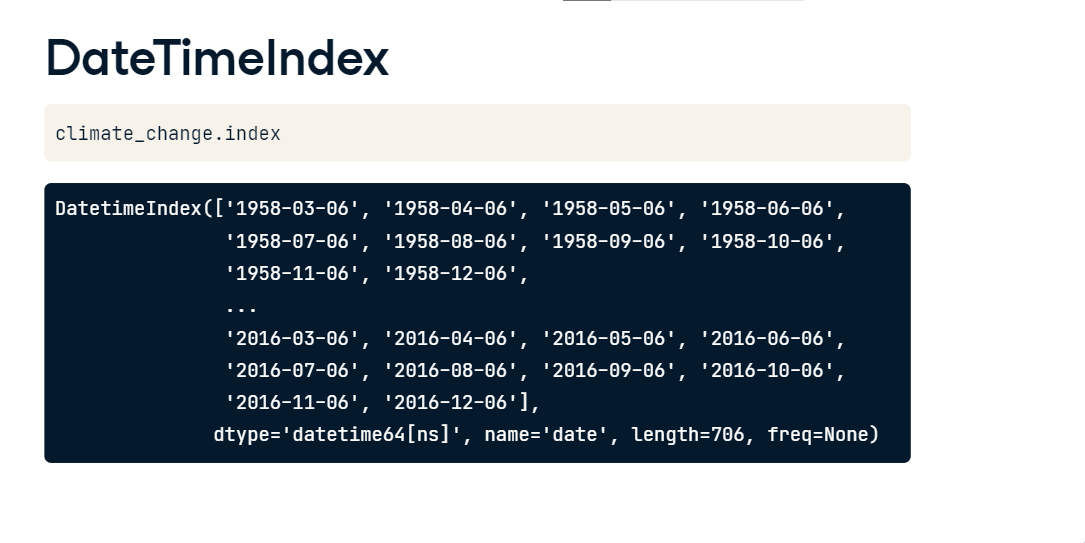 DateTimeIndex
climate_change.index
DatetimeIndex(['1958-03-06', '1958-04-06', '1958-05-06', '1958-06-06',
'1958-07-06', '1958-08-06', '1958-09-06', '1958-10-06',
'1958-11-06', '1958-12-06',
...
'2016-03-06', '2016-04-06', '2016-05-06', '2016-06-06',
'2016-07-06', '2016-08-06', '2016-09-06', '2016-10-06',
'2016-11-06', '2016-12-06'],
dtype='datetime64[ns]', name='date', length=706, freq=None)